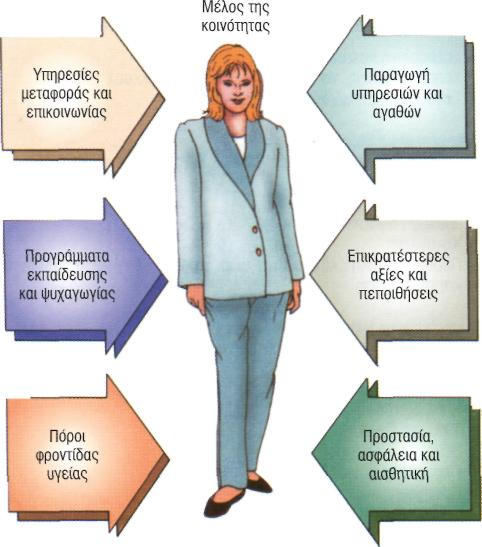 Μέλος της
κοινότητας
Υπηρεσίες
μεταφοράς και
επικοινωνίας
Παραγωγή
υπηρεσιών και
αγαθών
Προγράμματα
εκπαίδευσης
και ψυχαγωγίας
Επικρατέστερες
αξίες και
πεποιθήσεις
Πόροι
φροντίδας
υγείας
Προστασία,
ασφάλεια και
αισθητική